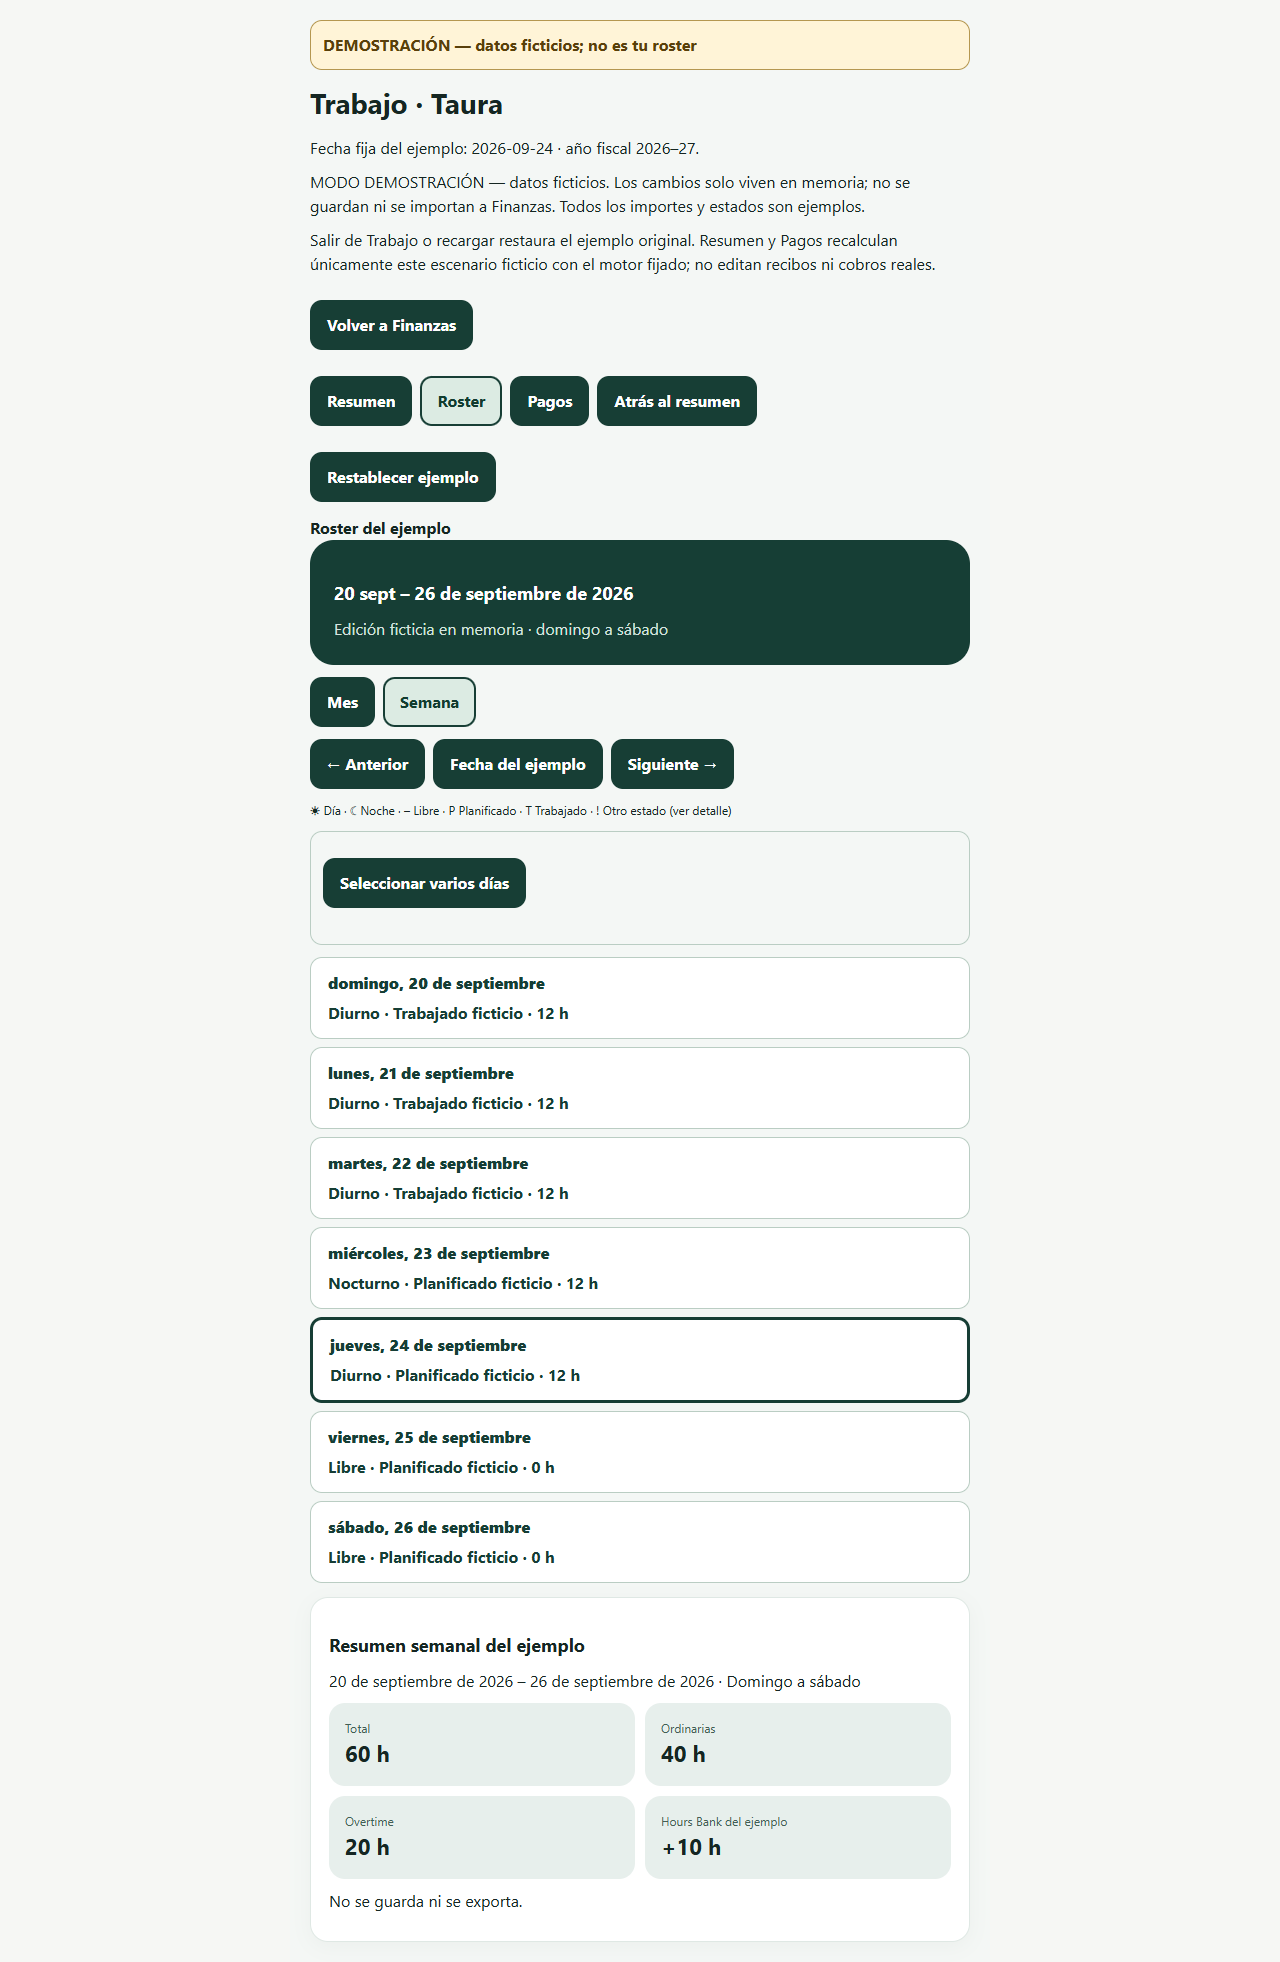 DEMOSTRACIÓN — datos ficticios; no es tu roster
Trabajo · Taura
Fecha fija del ejemplo: 2026-09-24 · año fiscal 2026–27.
MODO DEMOSTRACIÓN — datos ficticios. Los cambios solo viven en memoria; no se
guardan ni se importan a Finanzas. Todos los importes y estados son ejemplos.
Salir de Trabajo o recargar restaura el ejemplo original. Resumen y Pagos recalculan
únicamente este escenario ficticio con el motor fijado; no editan recibos ni cobros reales.
Volver a Finanzas
Resumen Roster Pagos Atrás al resumen
Restablecer ejemplo
Roster del ejemplo
20 sept – 26 de septiembre de 2026
Edición ficticia en memoria · domingo a sábado
Mes Semana
← Anterior Fecha del ejemplo Siguiente →
☀ Día · ☾ Noche · – Libre · P Planificado · T Trabajado · ! Otro estado (ver detalle)
Seleccionar varios días
domingo, 20 de septiembre
Diurno · Trabajado ficticio · 12 h
lunes, 21 de septiembre
Diurno · Trabajado ficticio · 12 h
martes, 22 de septiembre
Diurno · Trabajado ficticio · 12 h
miércoles, 23 de septiembre
Nocturno · Planificado ficticio · 12 h
jueves, 24 de septiembre
Diurno · Planificado ficticio · 12 h
viernes, 25 de septiembre
Libre · Planificado ficticio · 0 h
sábado, 26 de septiembre
Libre · Planificado ficticio · 0 h
Resumen semanal del ejemplo
20 de septiembre de 2026 – 26 de septiembre de 2026 · Domingo a sábado
Total
60 h
Ordinarias
40 h
Overtime
20 h
Hours Bank del ejemplo
+10 h
No se guarda ni se exporta.